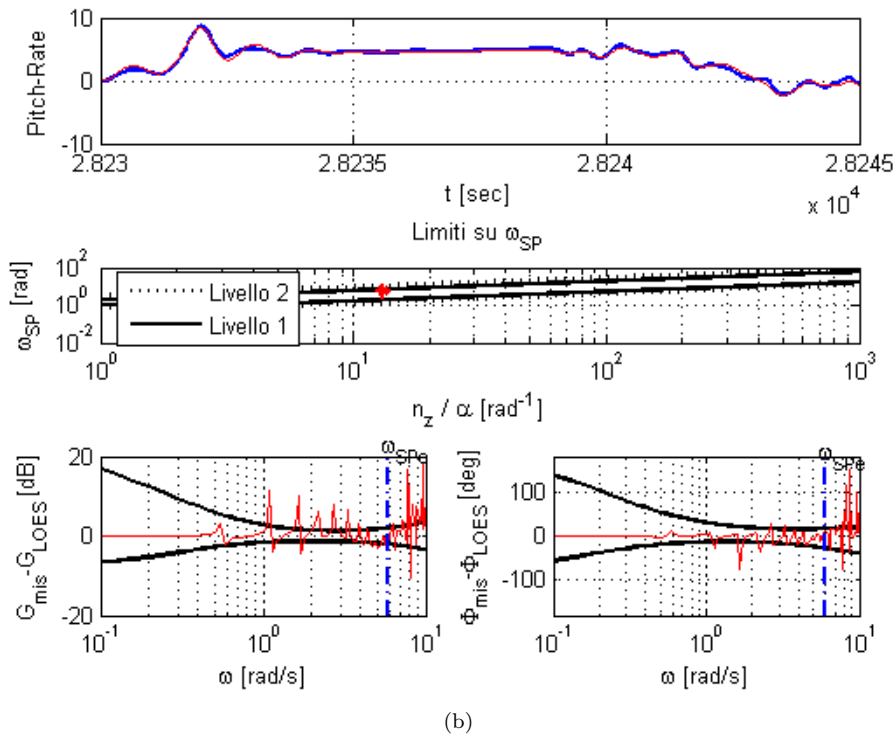 10
0
-10
Pitch-Rate
2.823 2.8235 2.824 2.8245
t [sec]
x 10^4
Limiti su ω_SP
10^2
10^0
10^-2
ω_SP [rad]
Livello 2
Livello 1
10^0 10^1 10^2 10^3
n_z / α [rad^-1]
20
0
-20
G_mis-G_LOES [dB]
ω_SPe
10^-1 10^0 10^1
ω [rad/s]
100
0
-100
Φ_mis-Φ_LOES [deg]
ω_SPe
10^-1 10^0 10^1
ω [rad/s]
(b)